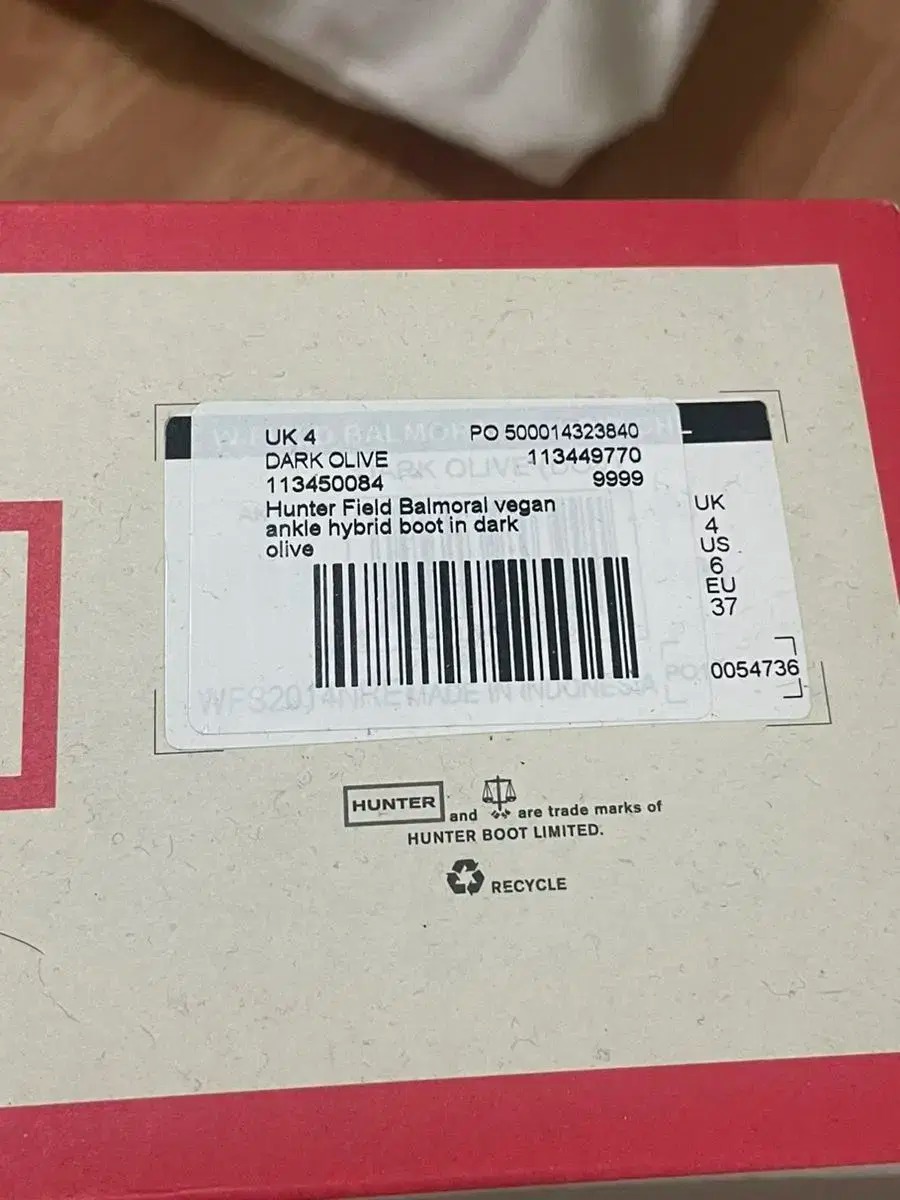 UK 4 PO 500014323840
DARK OLIVE 113449770
113450084 9999
Hunter Field Balmoral vegan
ankle hybrid boot in dark
olive
UK
4
US
6
EU
37
0054736
MADE IN INDONESIA
HUNTER and are trade marks of
HUNTER BOOT LIMITED.
RECYCLE